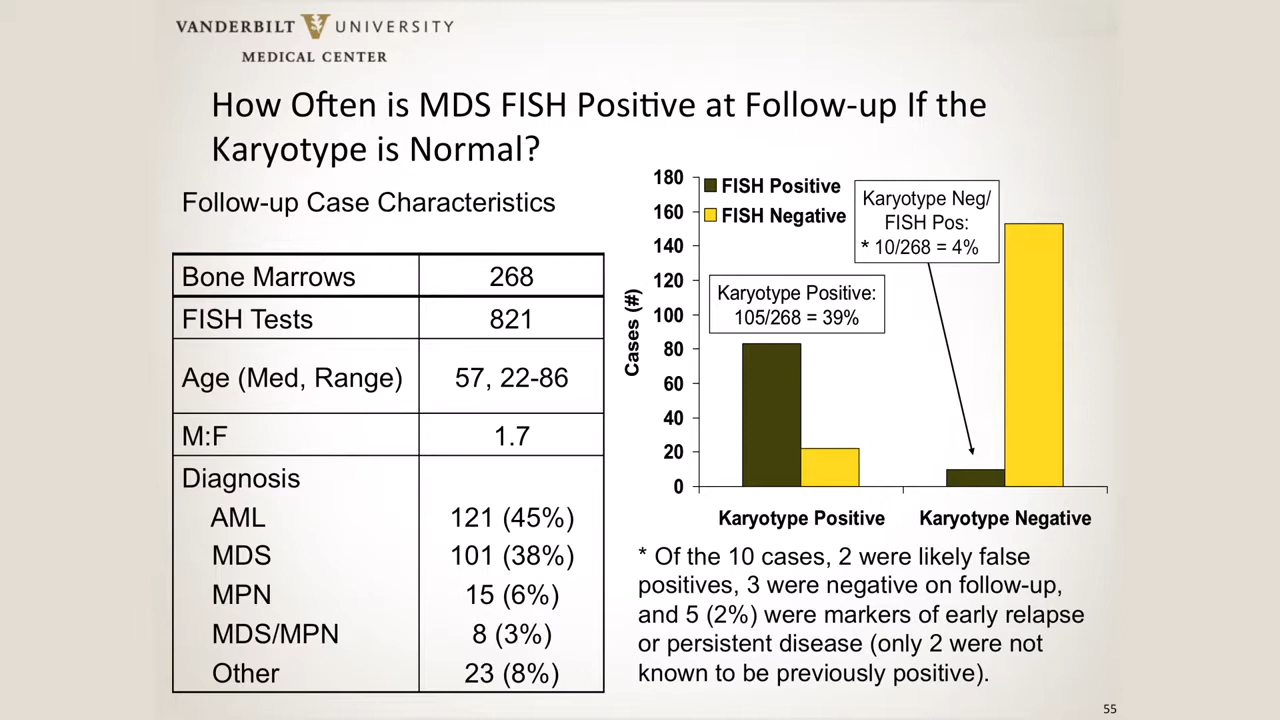 VANDERBILT V UNIVERSITY
MEDICAL CENTER
How Often is MDS FISH Positive at Follow-up If the
Karyotype is Normal?
Follow-up Case Characteristics
Bone Marrows 268
FISH Tests 821
Age (Med, Range) 57, 22-86
M:F 1.7
Diagnosis
AML 121 (45%)
MDS 101 (38%)
MPN 15 (6%)
MDS/MPN 8 (3%)
Other 23 (8%)
Cases (#)
180
160
140
120
100
80
60
40
20
0
FISH Positive
FISH Negative
Karyotype Neg/
FISH Pos:
* 10/268 = 4%
Karyotype Positive:
105/268 = 39%
Karyotype Positive Karyotype Negative
* Of the 10 cases, 2 were likely false
positives, 3 were negative on follow-up,
and 5 (2%) were markers of early relapse
or persistent disease (only 2 were not
known to be previously positive).
55